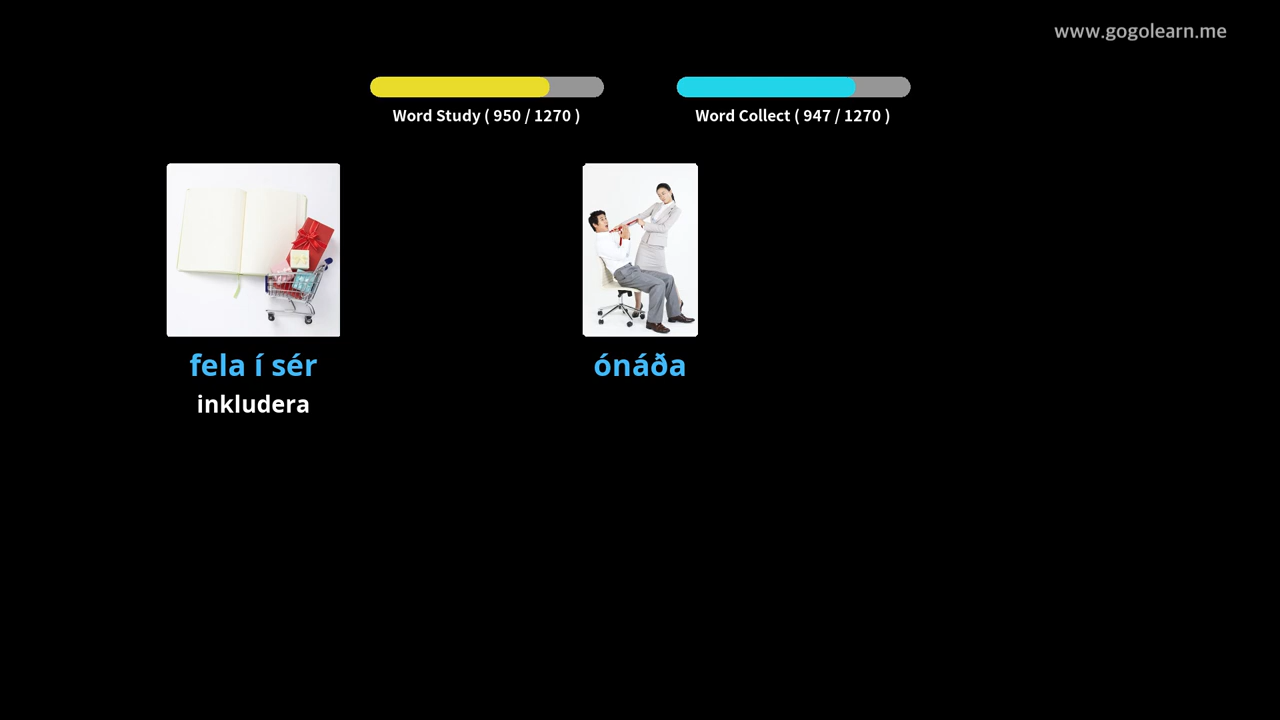 www.gogolearn.me
Word Study ( 950 / 1270 )
Word Collect ( 947 / 1270 )
fela í sér
inkludera
ónáða